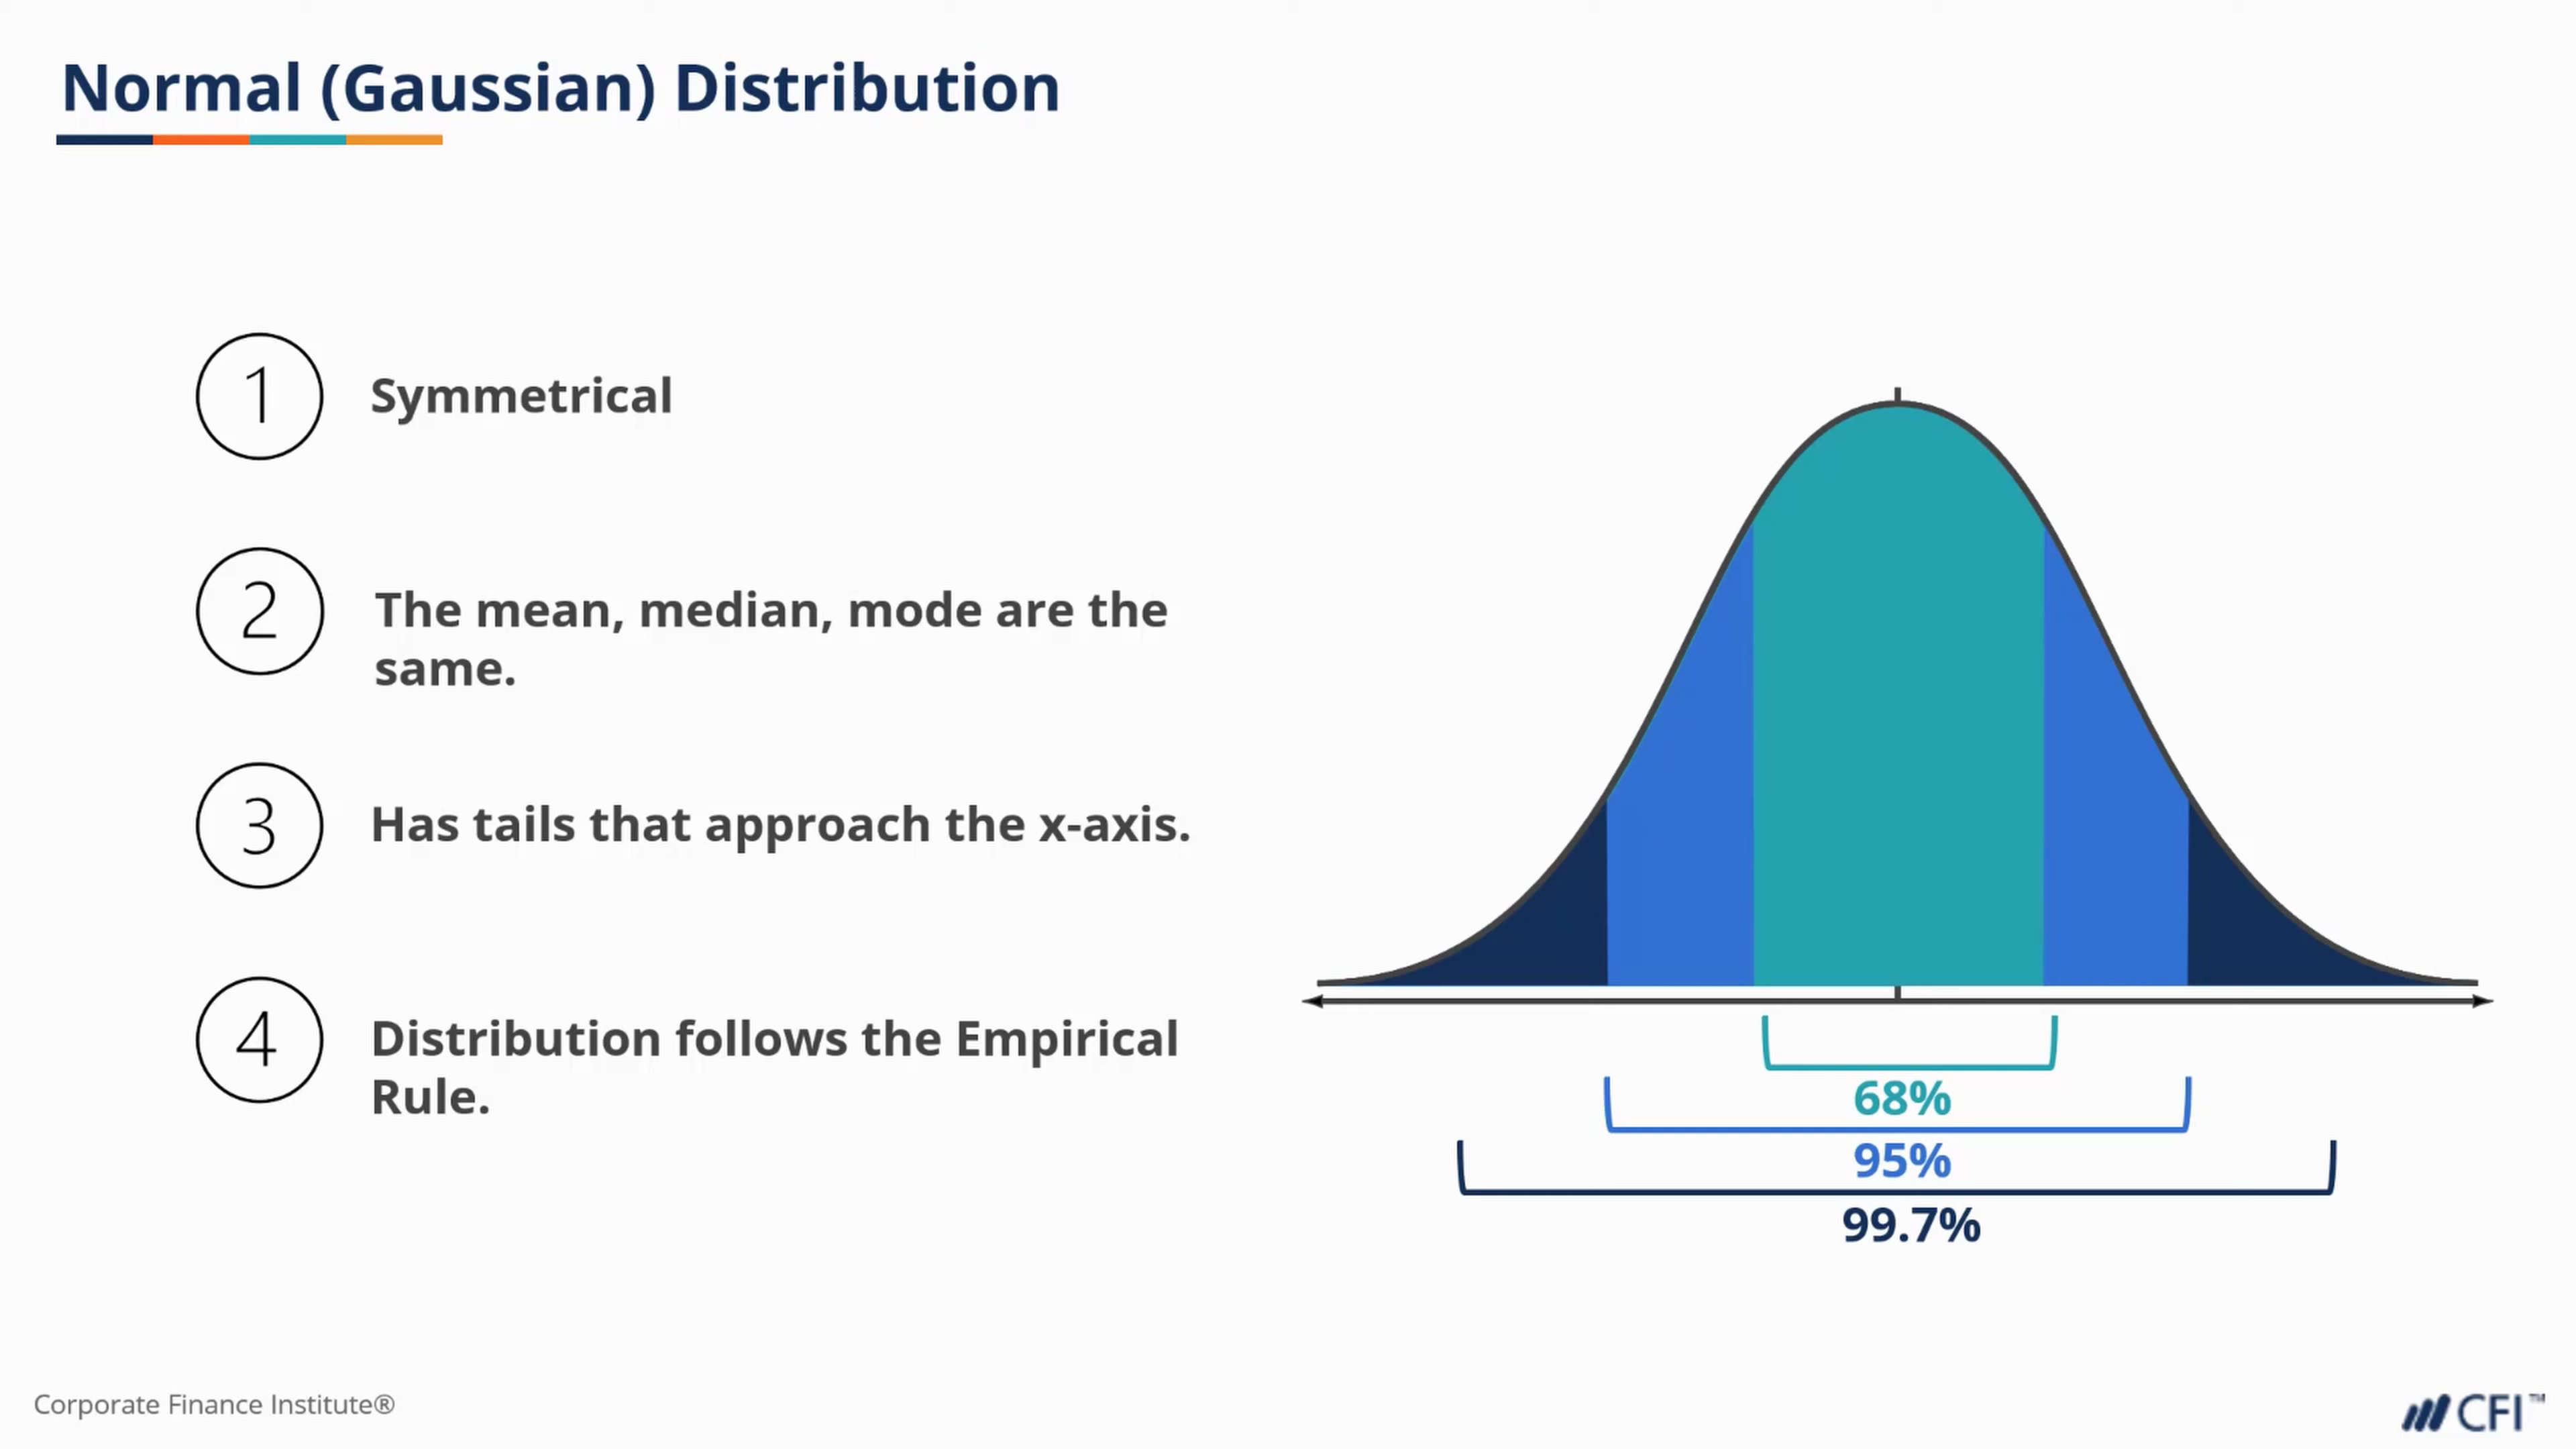 Normal (Gaussian) Distribution
1
Symmetrical
2
The mean, median, mode are the
same.
3
Has tails that approach the x-axis.
4
Distribution follows the Empirical
Rule.
68%
95%
99.7%
Corporate Finance Institute®
CFI™